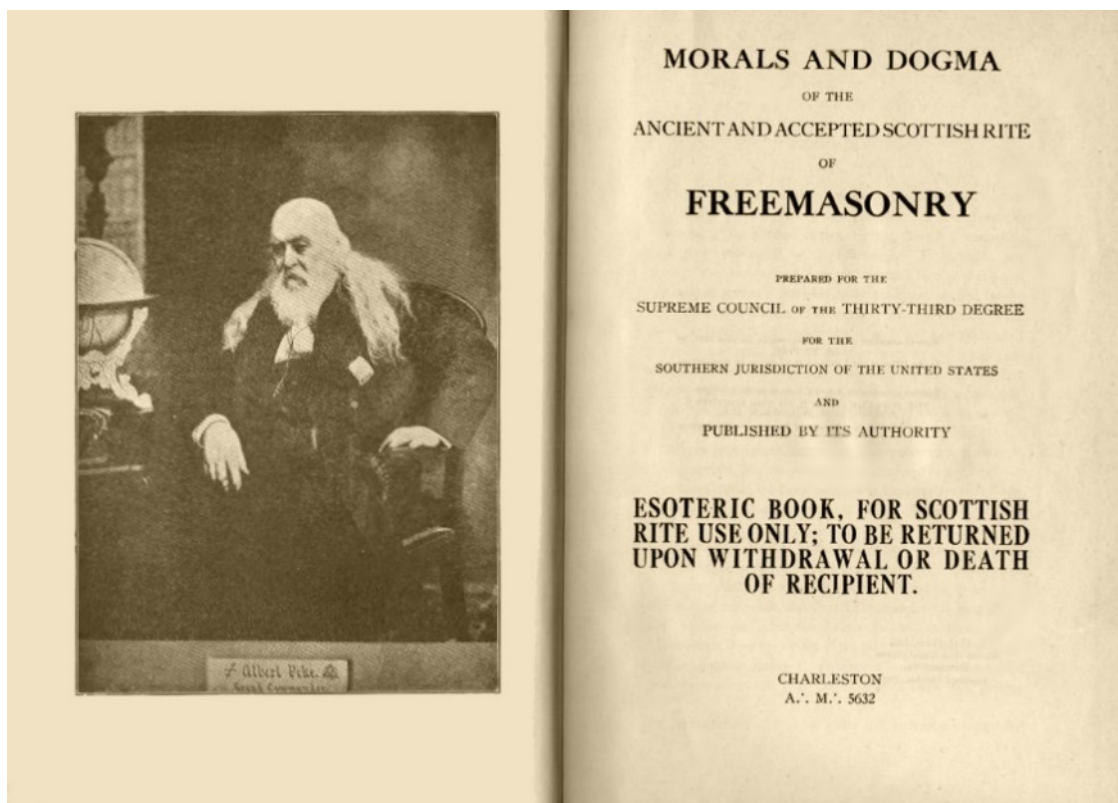 Albert Pike.
Grand Commander
MORALS AND DOGMA
OF THE
ANCIENT AND ACCEPTED SCOTTISH RITE
OF
FREEMASONRY
PREPARED FOR THE
SUPREME COUNCIL OF THE THIRTY-THIRD DEGREE
FOR THE
SOUTHERN JURISDICTION OF THE UNITED STATES
AND
PUBLISHED BY ITS AUTHORITY
ESOTERIC BOOK, FOR SCOTTISH
RITE USE ONLY; TO BE RETURNED
UPON WITHDRAWAL OR DEATH
OF RECIPIENT.
CHARLESTON
A∴ M∴ 5632